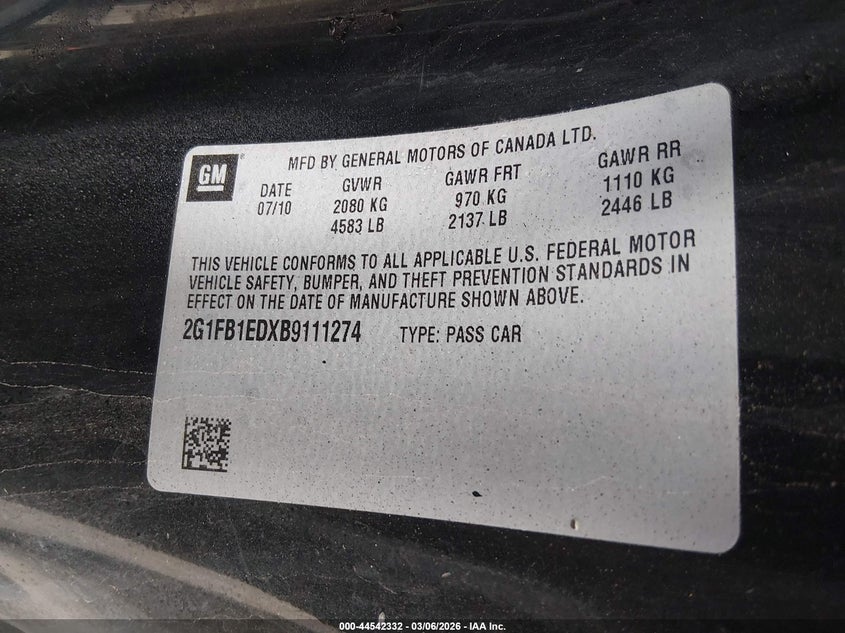 GM
MFD BY GENERAL MOTORS OF CANADA LTD.
DATE GVWR GAWR FRT GAWR RR
07/10 2080 KG 970 KG 1110 KG
4583 LB 2137 LB 2446 LB
THIS VEHICLE CONFORMS TO ALL APPLICABLE U.S. FEDERAL MOTOR
VEHICLE SAFETY, BUMPER, AND THEFT PREVENTION STANDARDS IN
EFFECT ON THE DATE OF MANUFACTURE SHOWN ABOVE.
2G1FB1EDXB9111274 TYPE: PASS CAR
000-44542332 - 03/06/2026 - IAA Inc.